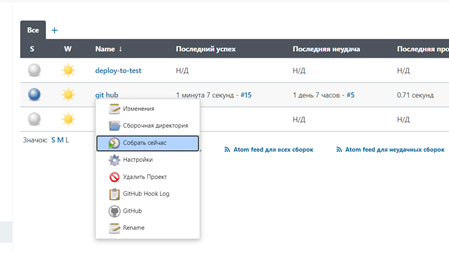 Все +
S W Name ↓ Последний успех Последняя неудача Последняя про
deploy-to-test Н/Д Н/Д Н/Д
git hub 1 минута 7 секунд - #15 1 день 7 часов - #5 0.71 секунд
Н/Д Н/Д Н/Д
Изменения
Сборочная директория
Собрать сейчас
Настройки
Удалить Проект
GitHub Hook Log
GitHub
Rename
Значок: S M L
Atom feed для всех сборок Atom feed для неудачных сборок